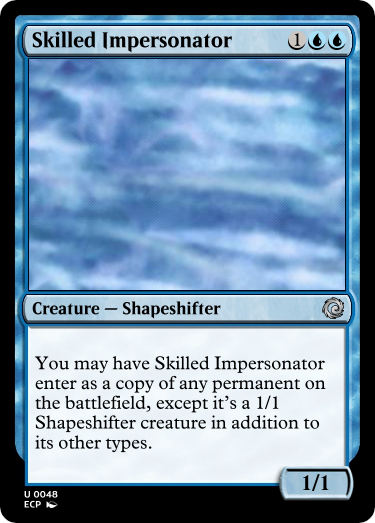 Skilled Impersonator 1
Creature — Shapeshifter
You may have Skilled Impersonator
enter as a copy of any permanent on
the battlefield, except it's a 1/1
Shapeshifter creature in addition to
its other types.
1/1
U 0048
ECP